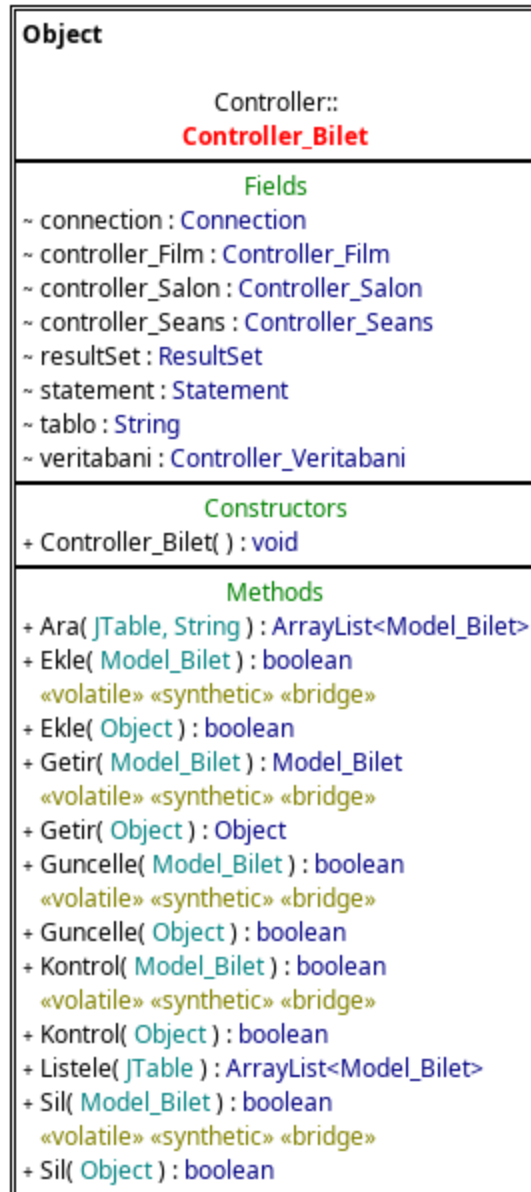 Object
Controller::
Controller_Bilet
Fields
~ connection : Connection
~ controller_Film : Controller_Film
~ controller_Salon : Controller_Salon
~ controller_Seans : Controller_Seans
~ resultSet : ResultSet
~ statement : Statement
~ tablo : String
~ veritabani : Controller_Veritabani
Constructors
+ Controller_Bilet( ) : void
Methods
+ Ara( JTable, String ) : ArrayList<Model_Bilet>
+ Ekle( Model_Bilet ) : boolean
«volatile» «synthetic» «bridge»
+ Ekle( Object ) : boolean
+ Getir( Model_Bilet ) : Model_Bilet
«volatile» «synthetic» «bridge»
+ Getir( Object ) : Object
+ Guncelle( Model_Bilet ) : boolean
«volatile» «synthetic» «bridge»
+ Guncelle( Object ) : boolean
+ Kontrol( Model_Bilet ) : boolean
«volatile» «synthetic» «bridge»
+ Kontrol( Object ) : boolean
+ Listele( JTable ) : ArrayList<Model_Bilet>
+ Sil( Model_Bilet ) : boolean
«volatile» «synthetic» «bridge»
+ Sil( Object ) : boolean